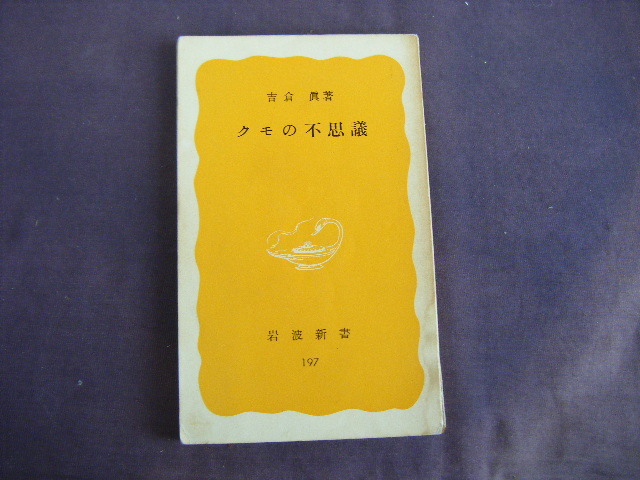 吉倉 眞著
クモの不思議
岩波新書
197